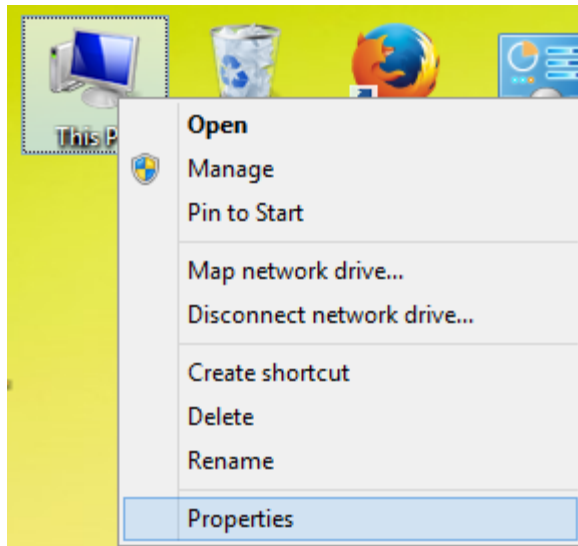 This P
Open
Manage
Pin to Start
Map network drive...
Disconnect network drive...
Create shortcut
Delete
Rename
Properties